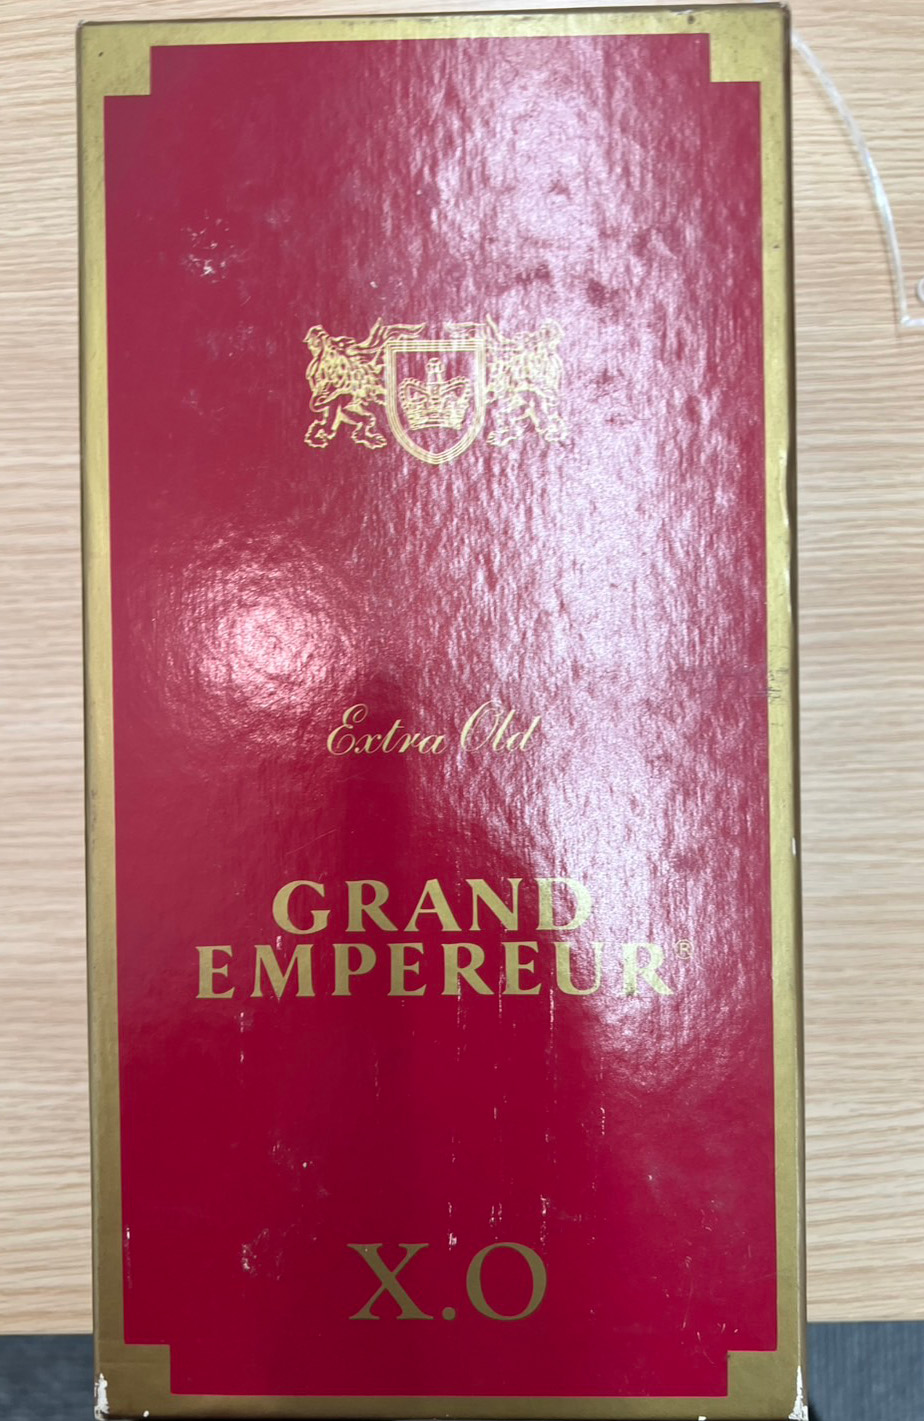 Extra Old
GRAND
EMPEREUR®
X.O